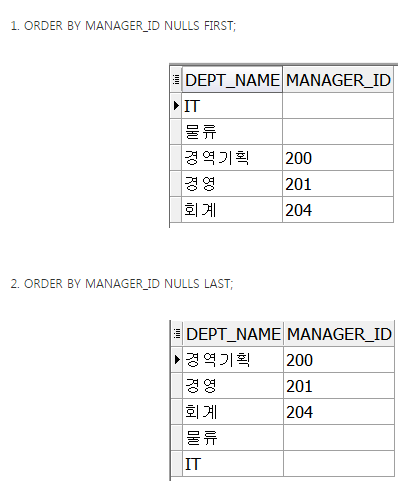 1. ORDER BY MANAGER_ID NULLS FIRST;
DEPT_NAME MANAGER_ID
IT
물류
경역기획 200
경영 201
회계 204
2. ORDER BY MANAGER_ID NULLS LAST;
DEPT_NAME MANAGER_ID
경역기획 200
경영 201
회계 204
물류
IT